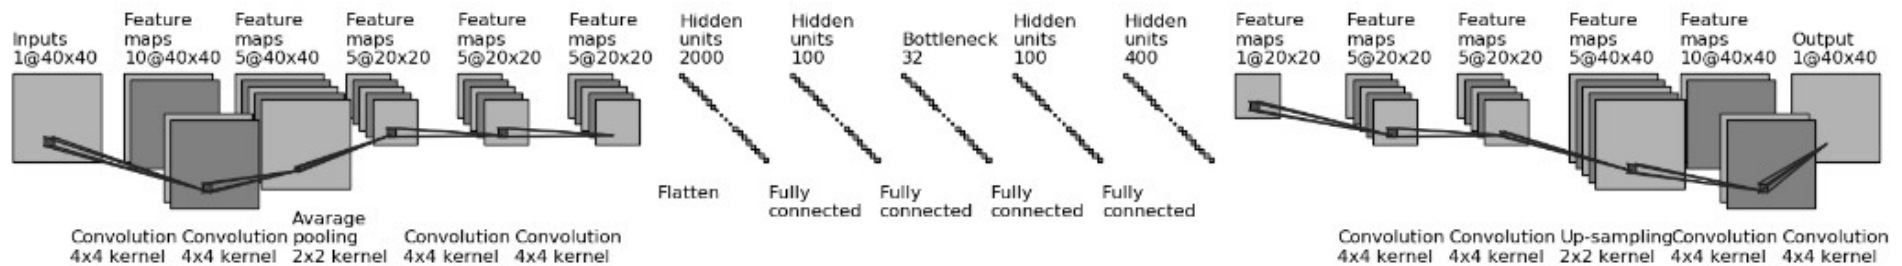 Inputs
1@40x40
Feature
maps
10@40x40
Feature
maps
5@40x40
Feature
maps
5@20x20
Feature
maps
5@20x20
Feature
maps
5@20x20
Hidden
units
2000
Hidden
units
100
Bottleneck
32
Hidden
units
100
Hidden
units
400
Feature
maps
1@20x20
Feature
maps
5@20x20
Feature
maps
5@20x20
Feature
maps
5@40x40
Feature
maps
10@40x40
Output
1@40x40
Convolution
4x4 kernel
Convolution
4x4 kernel
Avarage
pooling
2x2 kernel
Convolution
4x4 kernel
Convolution
4x4 kernel
Flatten
Fully
connected
Fully
connected
Fully
connected
Fully
connected
Convolution
4x4 kernel
Convolution
4x4 kernel
Up-sampling
2x2 kernel
Convolution
4x4 kernel
Convolution
4x4 kernel